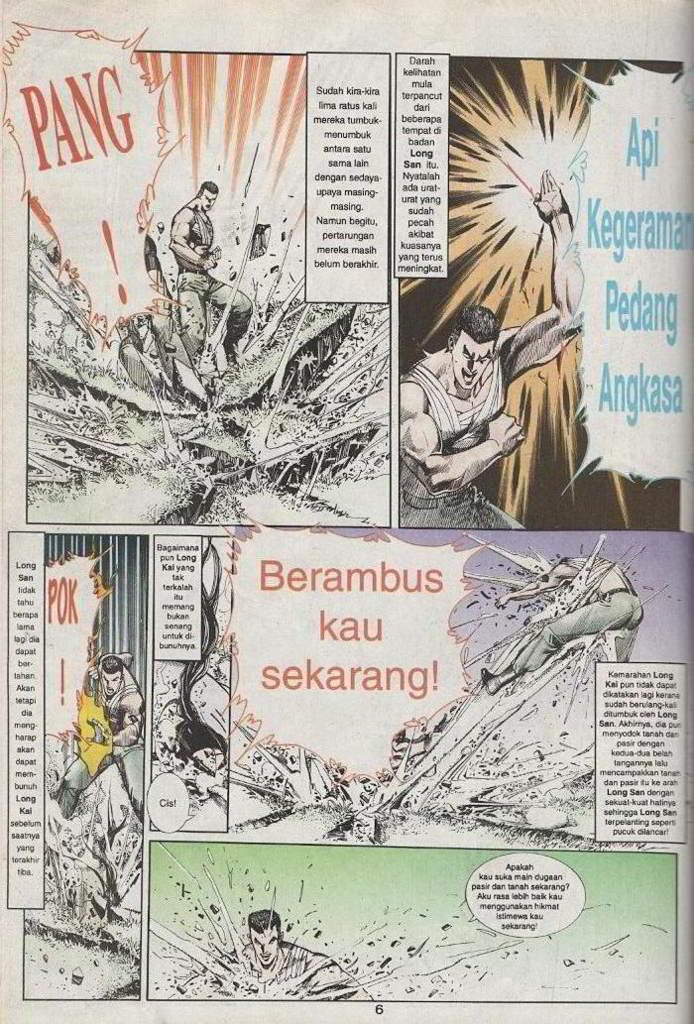 PANG
!
Sudah kira-kira
lima ratus kali
mereka tumbuk-
menumbuk
antara satu
sama lain
dengan sedaya-
upaya masing-
masing.
Namun begitu,
pertarungan
mereka masih
belum berakhir.
Darah
kelihatan
mula
terpancut
dari
beberapa
tempat di
badan
Long
San itu.
Nyatalah
ada urat-
urat yang
sudah
pecah
akibat
kuasanya
yang terus
meningkat.
Api
Kegeraman
Pedang
Angkasa
Long
San
tidak
tahu
berapa
lama
lagi dia
dapat
ber-
tahan.
Akan
tetapi
dia
meng-
harap
akan
dapat
mem-
bunuh
Long
Kai
sebelum
saatnya
yang
terakhir
tiba.
POK
!
Bagaimana
pun Long
Kai yang
tak
terkalah
itu
memang
bukan
senang
untuk di-
bunuhnya.
Cis!
Berambus
kau
sekarang!
Kemarahan Long
Kai pun tidak dapat
dikatakan lagi kerana
sudah berulang-kali
ditumbuk oleh Long
San. Akhirnya, dia pun
menyodok tanah dan
pasir dengan
kedua-dua belah
tangannya lalu
mencampakkan tanah
dan pasir itu ke arah
Long San dengan
sekuat-kuat hatinya
sehingga Long San
terpelanting seperti
pucuk dilancar!
Apakah
kau suka main dugaan
pasir dan tanah sekarang?
Aku rasa lebih baik kau
menggunakan hikmat
istimewa kau
sekarang!
6